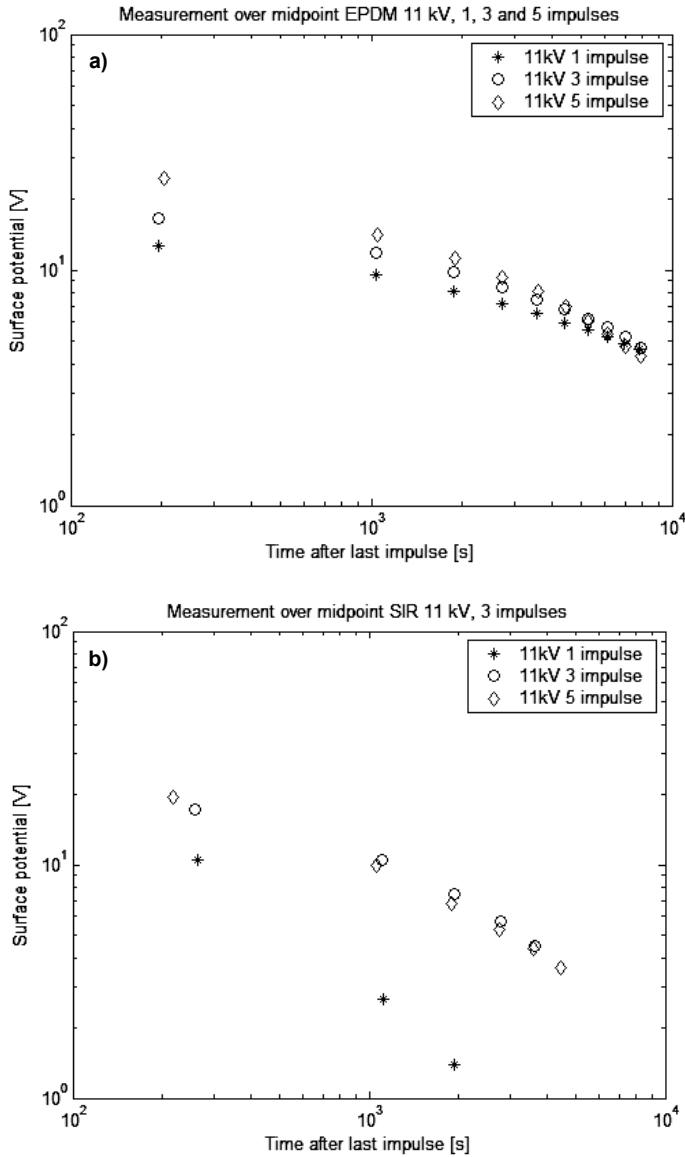 Measurement over midpoint EPDM 11 kV, 1, 3 and 5 impulses
a)
11kV 1 impulse
11kV 3 impulse
11kV 5 impulse
10^2
10^1
10^0
Surface potential [V]
10^2 10^3 10^4
Time after last impulse [s]
Measurement over midpoint SIR 11 kV, 3 impulses
b)
11kV 1 impulse
11kV 3 impulse
11kV 5 impulse
10^2
10^1
10^0
Surface potential [V]
10^2 10^3 10^4
Time after last impulse [s]